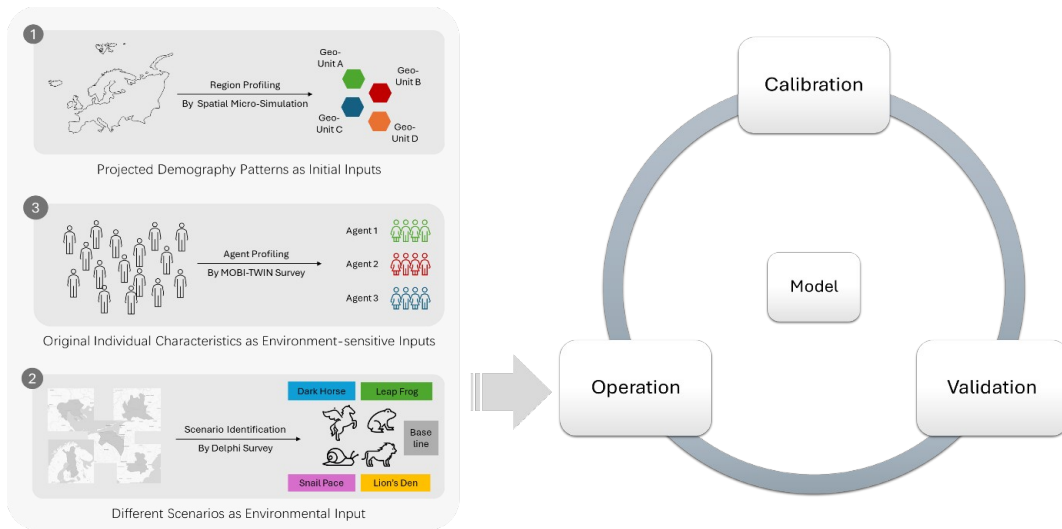 1
Geo-
Unit A
Geo-
Unit B
Region Profiling
By Spatial Micro-Simulation
Geo-
Unit C
Geo-
Unit D
Projected Demography Patterns as Initial Inputs
3
Agent 1
Agent Profiling
Agent 2
By MOBI-TWIN Survey
Agent 3
Original Individual Characteristics as Environment-sensitive Inputs
2
Dark Horse
Leap Frog
Scenario Identification
By Delphi Survey
Base
line
Snail Pace
Lion's Den
Different Scenarios as Environmental Input
Calibration
Model
Operation
Validation